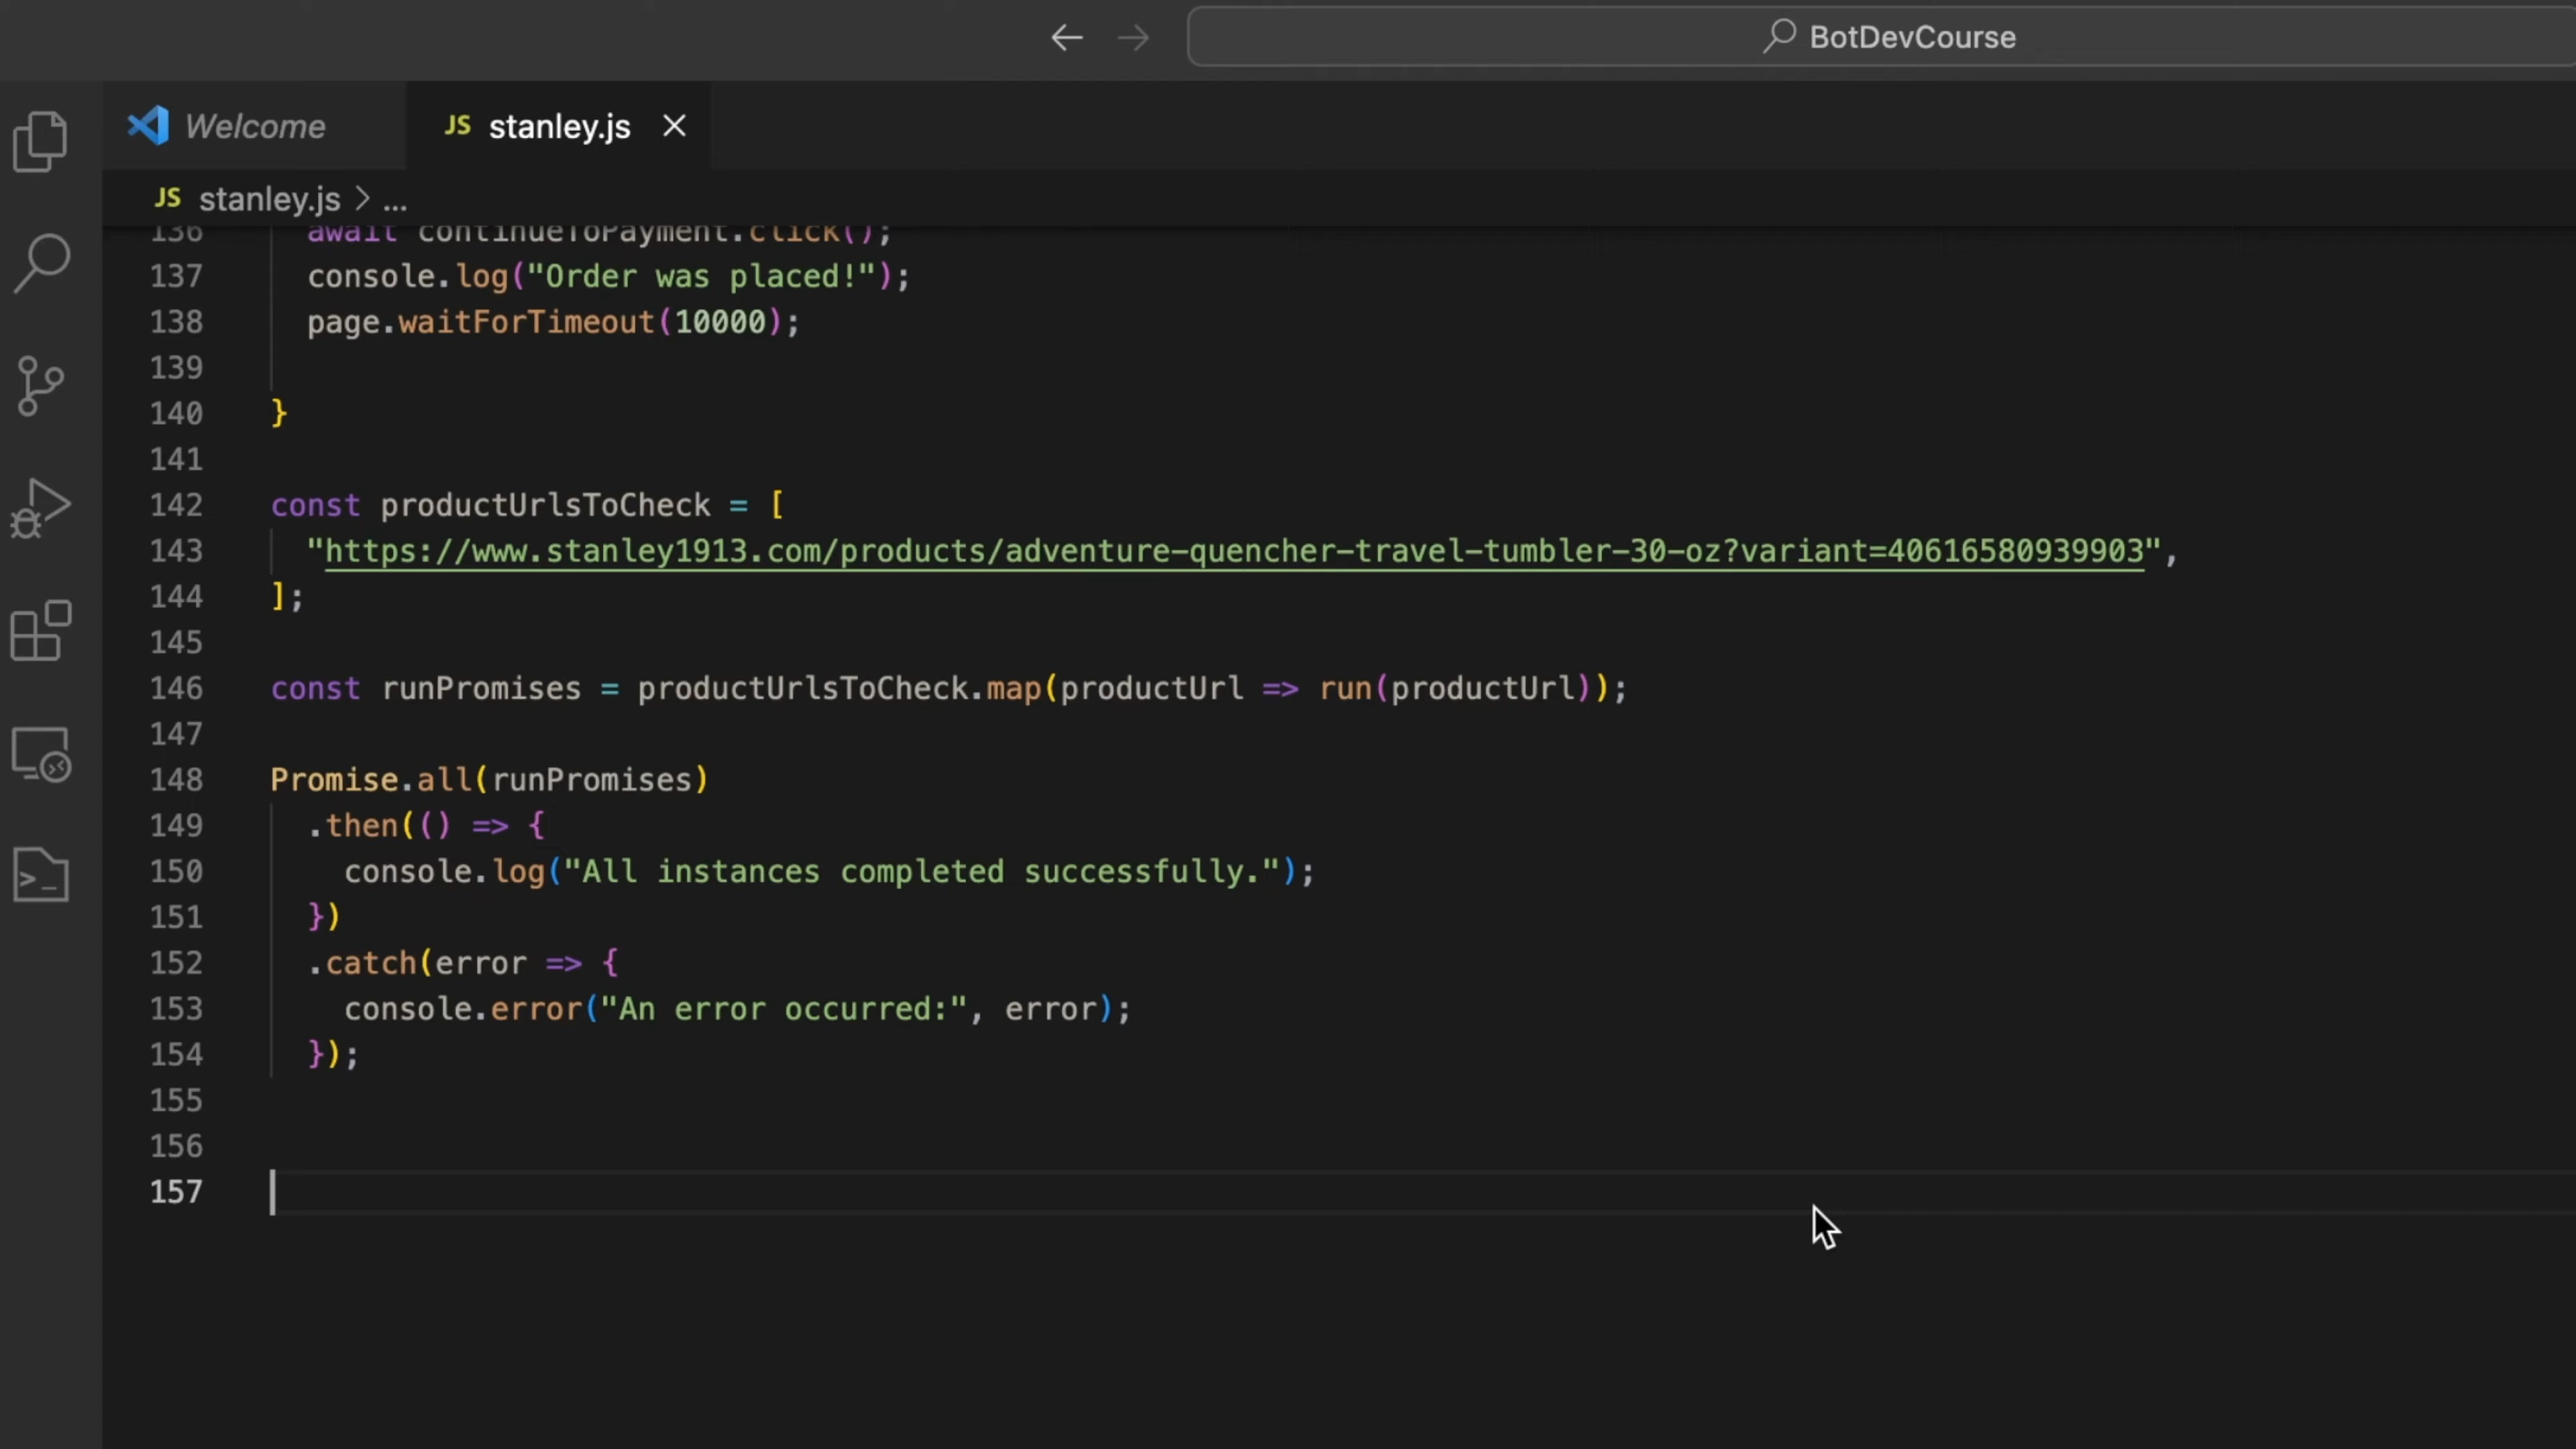 BotDevCourse
Welcome
JS stanley.js
JS stanley.js > ...
136 await continueToPayment.click();
137 console.log("Order was placed!");
138 page.waitForTimeout(10000);
139
140 }
141
142 const productUrlsToCheck = [
143 "https://www.stanley1913.com/products/adventure-quencher-travel-tumbler-30-oz?variant=40616580939903",
144 ];
145
146 const runPromises = productUrlsToCheck.map(productUrl => run(productUrl));
147
148 Promise.all(runPromises)
149 .then(() => {
150 console.log("All instances completed successfully.");
151 })
152 .catch(error => {
153 console.error("An error occurred:", error);
154 });
155
156
157